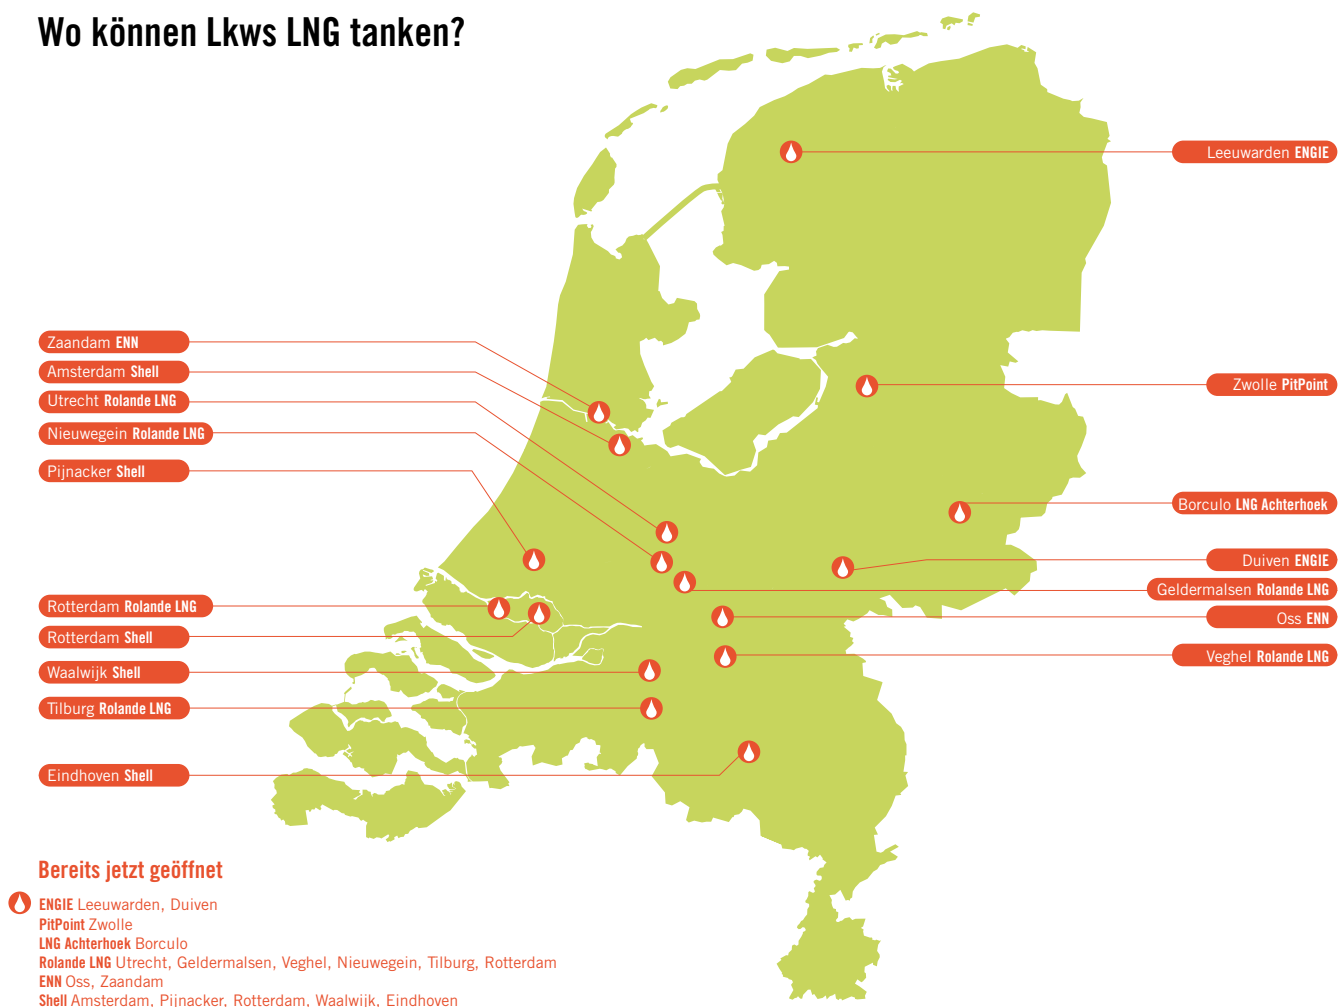 Wo können Lkws LNG tanken?
Leeuwarden ENGIE
Zaandam ENN
Amsterdam Shell
Utrecht Rolande LNG
Nieuwegein Rolande LNG
Pijnacker Shell
Rotterdam Rolande LNG
Rotterdam Shell
Waalwijk Shell
Tilburg Rolande LNG
Eindhoven Shell
Zwolle PitPoint
Borculo LNG Achterhoek
Duiven ENGIE
Geldermalsen Rolande LNG
Oss ENN
Veghel Rolande LNG
Bereits jetzt geöffnet
ENGIE Leeuwarden, Duiven
PitPoint Zwolle
LNG Achterhoek Borculo
Rolande LNG Utrecht, Geldermalsen, Veghel, Nieuwegein, Tilburg, Rotterdam
ENN Oss, Zaandam
Shell Amsterdam, Pijnacker, Rotterdam, Waalwijk, Eindhoven